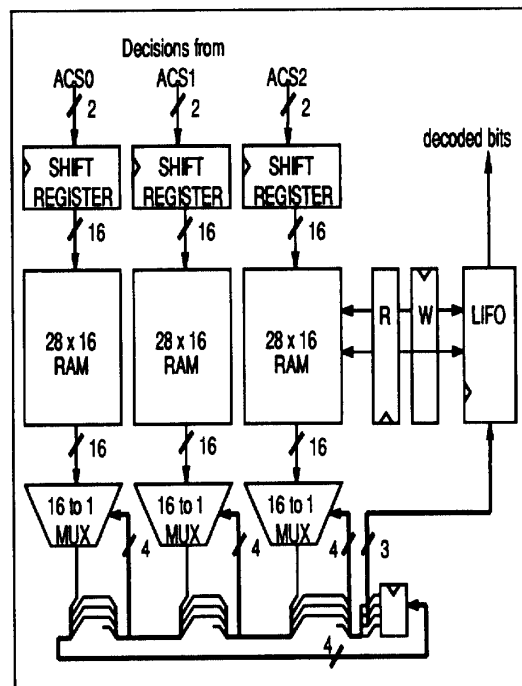 Decisions from
ACS0 ACS1 ACS2
2 2 2
decoded bits
SHIFT REGISTER
SHIFT REGISTER
SHIFT REGISTER
16 16 16
28 x 16 RAM
28 x 16 RAM
28 x 16 RAM
R W LIFO
16 16 16
16 to 1 MUX
16 to 1 MUX
16 to 1 MUX
4 4 4 3
4